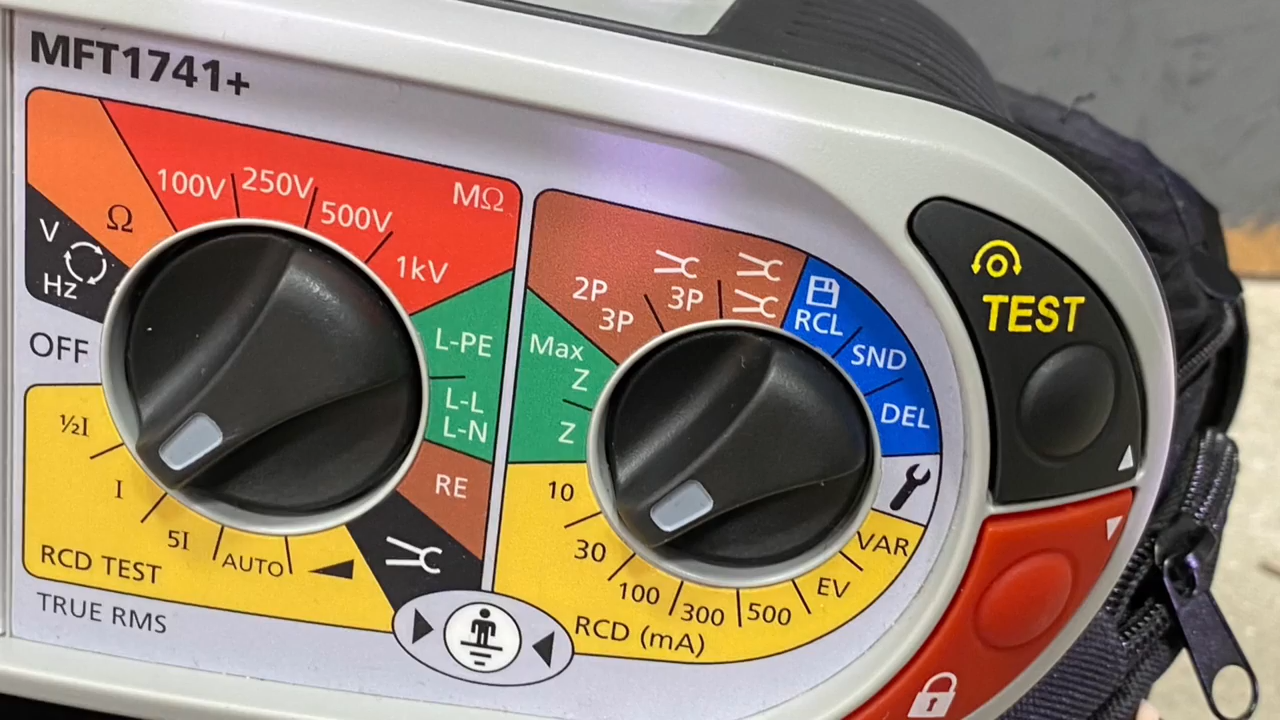 MFT1741+
Ω
100V
250V
500V
1kV
MΩ
V
Hz
OFF
L-PE
L-L
L-N
RE
½I
I
5I
AUTO
RCD TEST
TRUE RMS
2P
3P
3P
Max
Z
Z
RCL
SND
DEL
10
30
100
300
500
EV
VAR
RCD (mA)
TEST